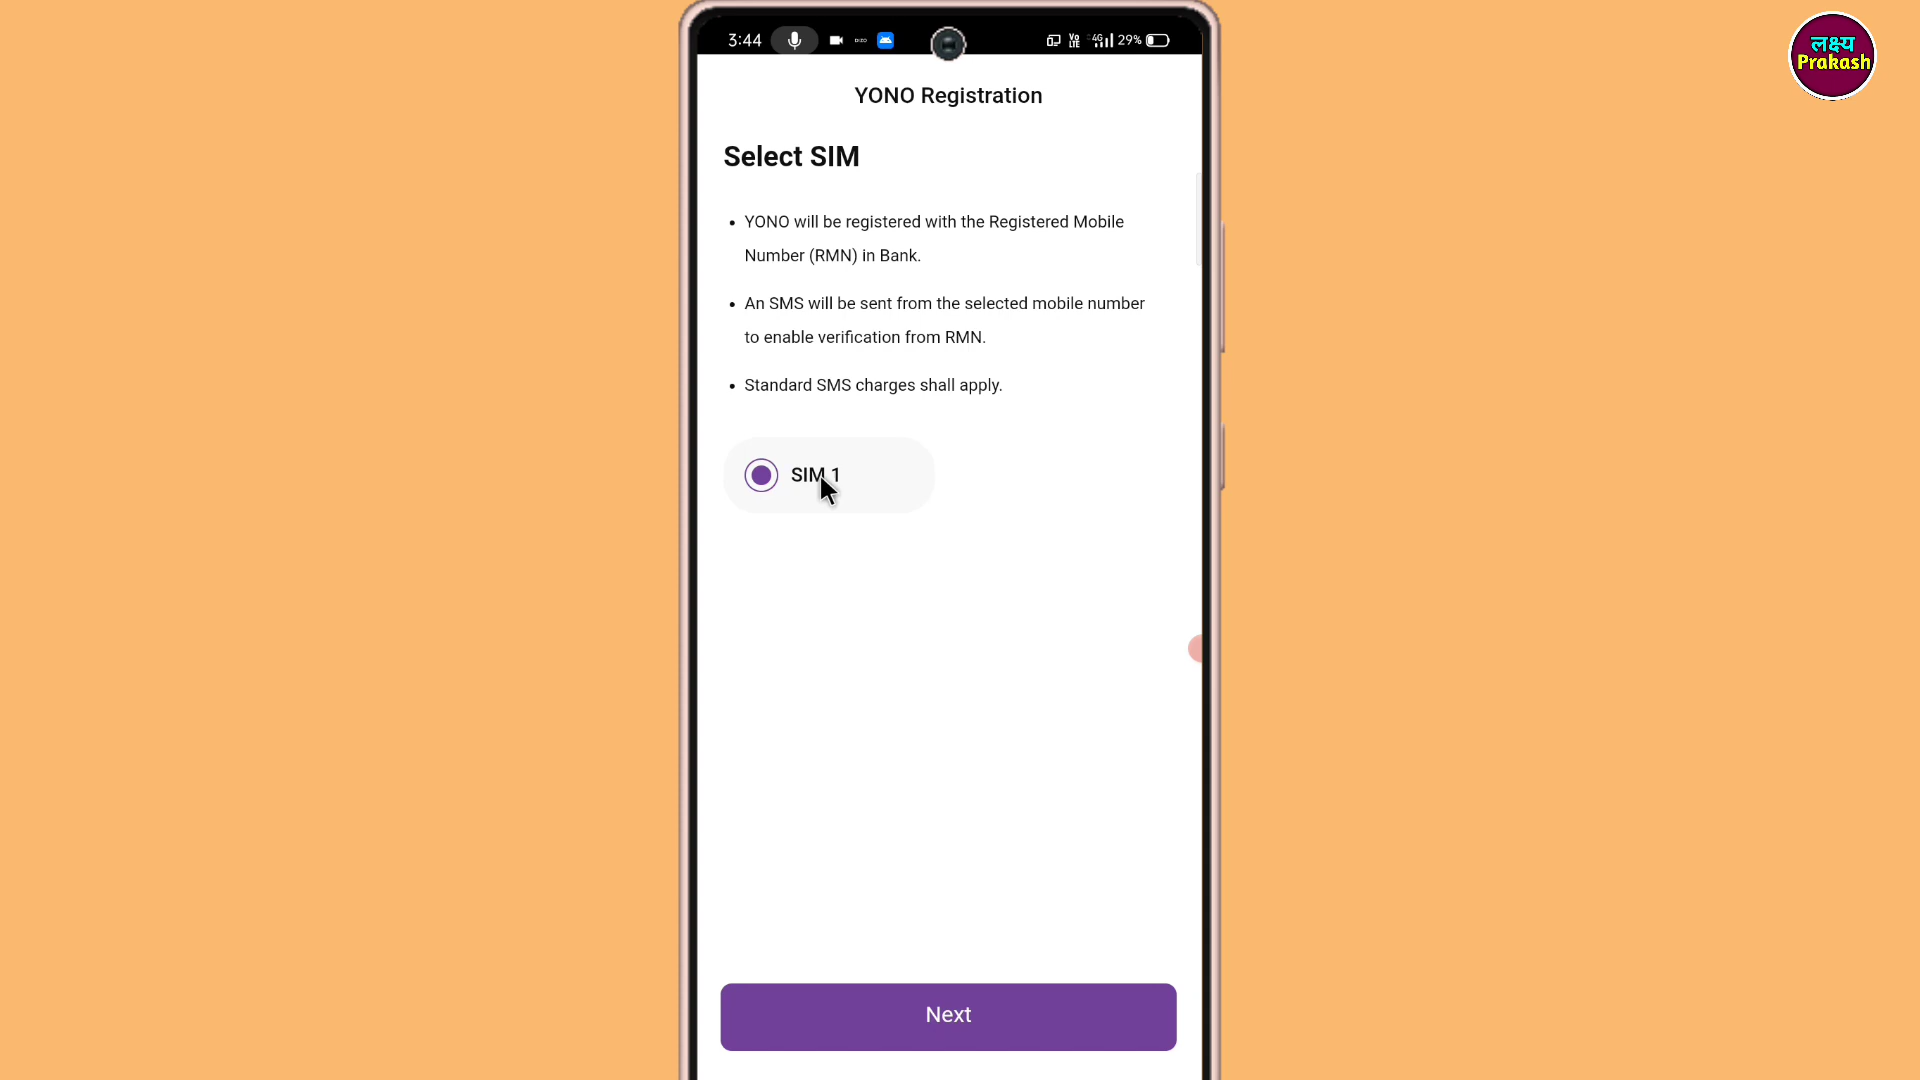 3:44
29%
लक्ष्य
Prakash
YONO Registration
Select SIM
• YONO will be registered with the Registered Mobile
Number (RMN) in Bank.
• An SMS will be sent from the selected mobile number
to enable verification from RMN.
• Standard SMS charges shall apply.
SIM 1
Next